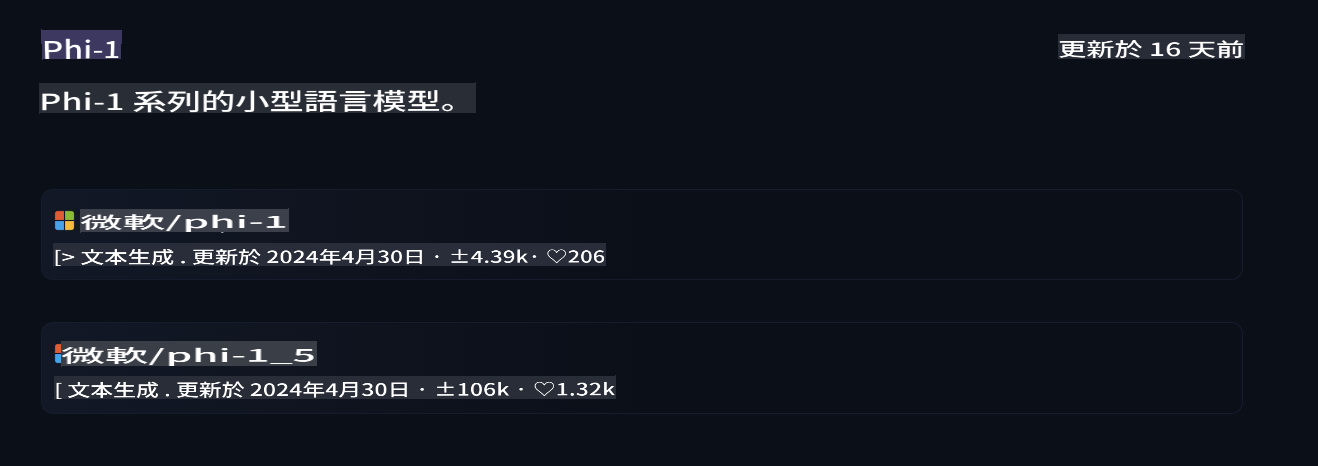 Phi-1
更新於 16 天前
Phi-1 系列的小型語言模型。
微軟/phi-1
[> 文本生成 . 更新於 2024年4月30日 · ±4.39k· ♡206
微軟/phi-1_5
[ 文本生成 . 更新於 2024年4月30日 · ±106k · ♡1.32k